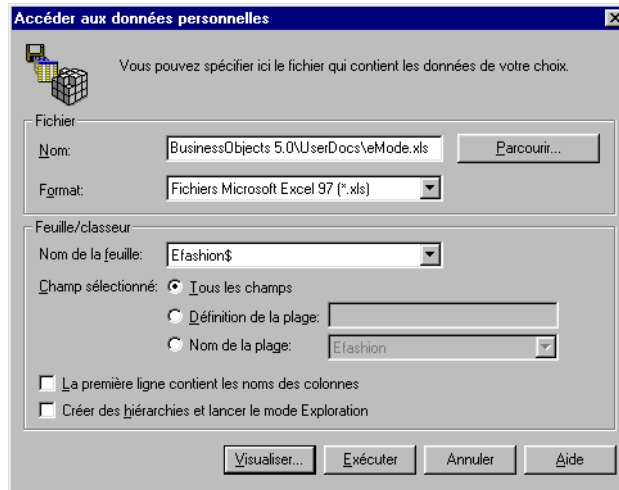 Accéder aux données personnelles
Vous pouvez spécifier ici le fichier qui contient les données de votre choix.
Fichier
Nom: BusinessObjects 5.0\UserDocs\eMode.xls Parcourir...
Format: Fichiers Microsoft Excel 97 (*.xls)
Feuille/classeur
Nom de la feuille: Efashion$
Champ sélectionné: Tous les champs
Définition de la plage:
Nom de la plage: Efashion
La première ligne contient les noms des colonnes
Créer des hiérarchies et lancer le mode Exploration
Visualiser... Exécuter Annuler Aide